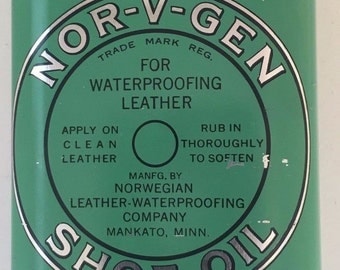 NOR-V-GEN
TRADE MARK REG.
FOR
WATERPROOFING
LEATHER
APPLY ON
CLEAN
LEATHER
RUB IN
THOROUGHLY
TO SOFTEN
MANFG. BY
NORWEGIAN
LEATHER-WATERPROOFING
COMPANY
MANKATO, MINN.
SHOE OIL